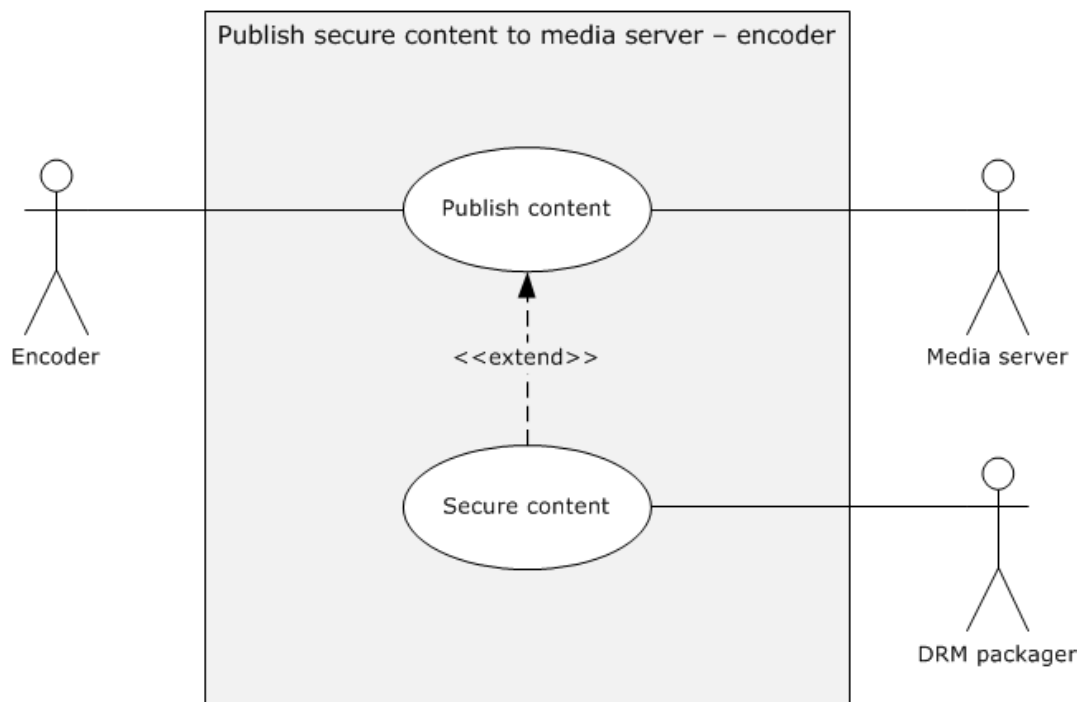 Publish secure content to media server – encoder
Publish content
Encoder
<<extend>>
Media server
Secure content
DRM packager